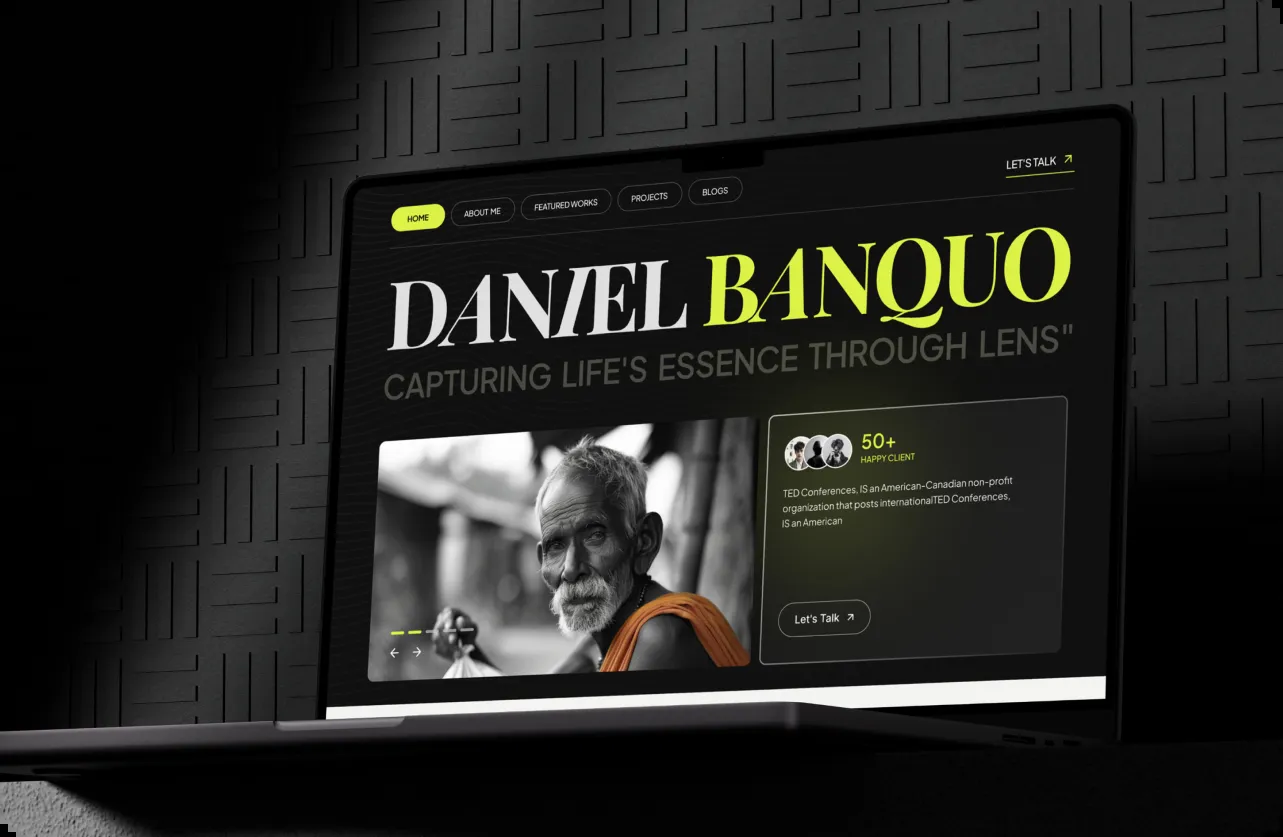 HOME
ABOUT ME
FEATURED WORKS
PROJECTS
BLOGS
LET'S TALK
DANIEL BANQUO
CAPTURING LIFE'S ESSENCE THROUGH LENS"
50+
HAPPY CLIENT
TED Conferences, IS an American-Canadian non-profit
organization that posts internationalTED Conferences,
IS an American
Let's Talk